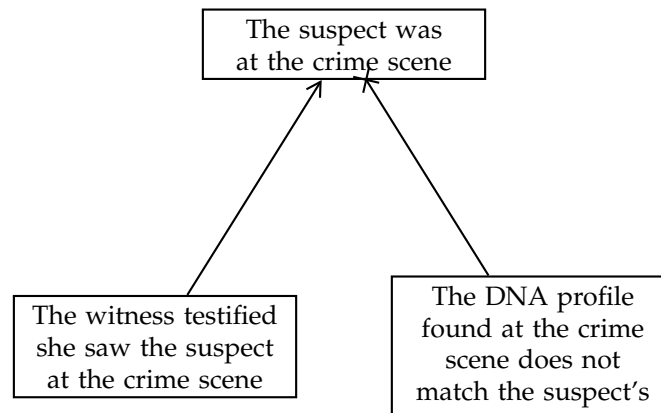 The suspect was
at the crime scene
The witness testified
she saw the suspect
at the crime scene
The DNA profile
found at the crime
scene does not
match the suspect's